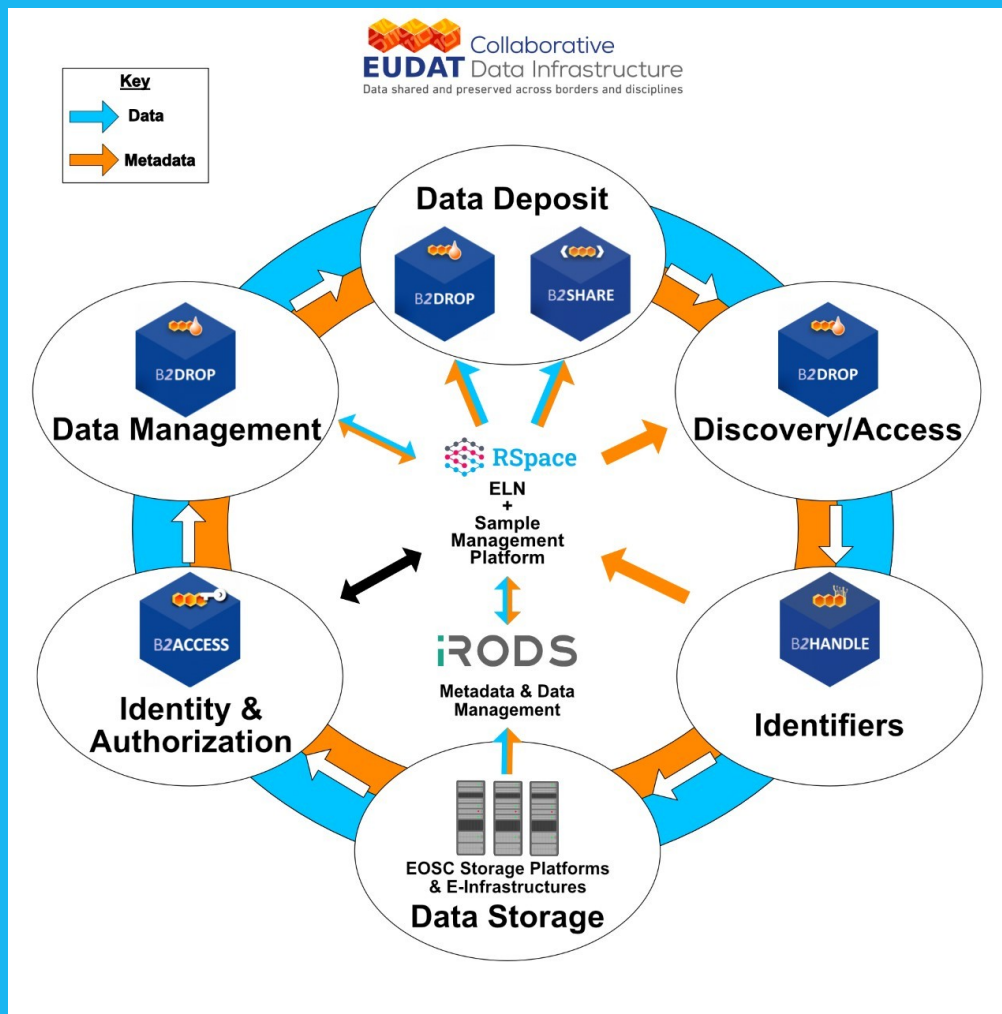 EUDAT Collaborative
Data Infrastructure
Data shared and preserved across borders and disciplines
Key
Data
Metadata
Data Deposit
B2DROP
B2SHARE
B2DROP
Data Management
B2DROP
Discovery/Access
RSpace
ELN
+
Sample
Management
Platform
B2ACCESS
Identity &
Authorization
B2HANDLE
Identifiers
iRODS
Metadata & Data
Management
EOSC Storage Platforms
& E-Infrastructures
Data Storage